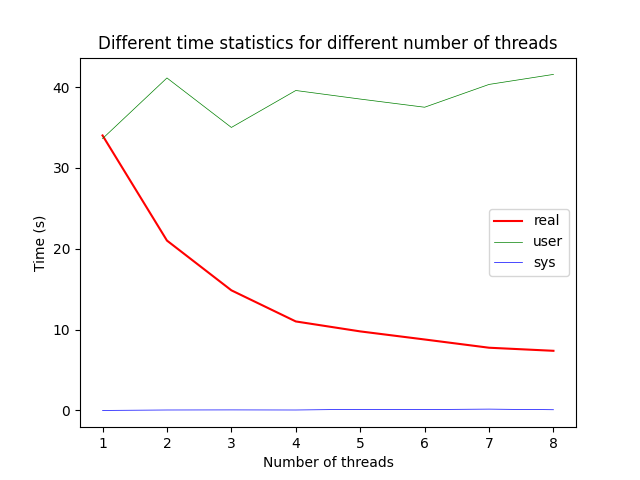 Different time statistics for different number of threads
40
30
20
10
0
Time (s)
real
user
sys
1 2 3 4 5 6 7 8
Number of threads